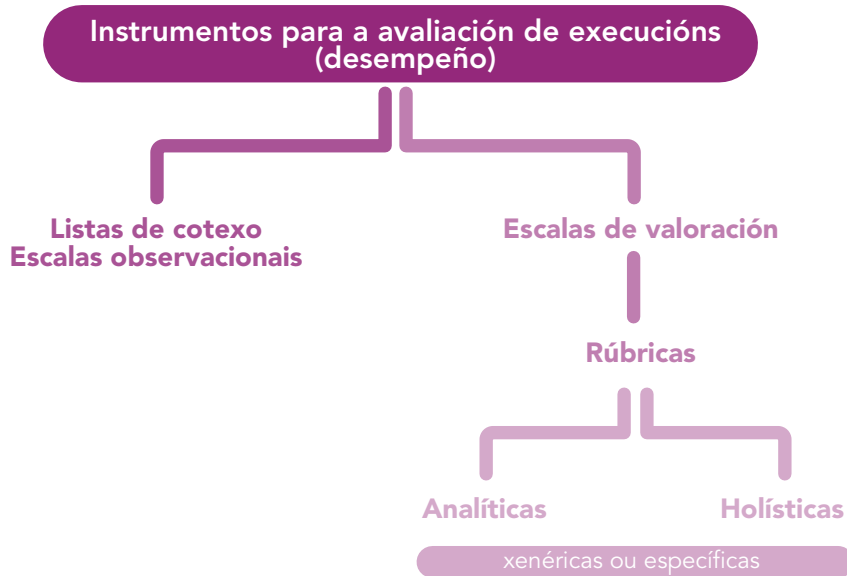 Instrumentos para a avaliación de execucións
(desempeño)
Listas de cotexo
Escalas observacionais
Escalas de valoración
Rúbricas
Analíticas
Holísticas
xenéricas ou específicas